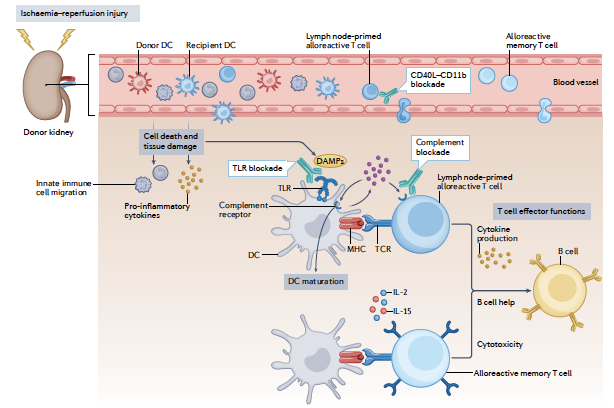 Ischaemia–reperfusion injury
Donor DC
Recipient DC
Lymph node-primed
alloreactive T cell
Alloreactive
memory T cell
CD40L–CD11b
blockade
Blood vessel
Donor kidney
Cell death and
tissue damage
Complement
blockade
TLR blockade
DAMPs
Innate immune
cell migration
TLR
Lymph node-primed
alloreactive T cell
Pro-inflammatory
cytokines
Complement
receptor
T cell effector functions
Cytokine
production
DC
MHC
TCR
B cell
DC maturation
IL-2
IL-15
B cell help
Cytotoxicity
Alloreactive memory T cell